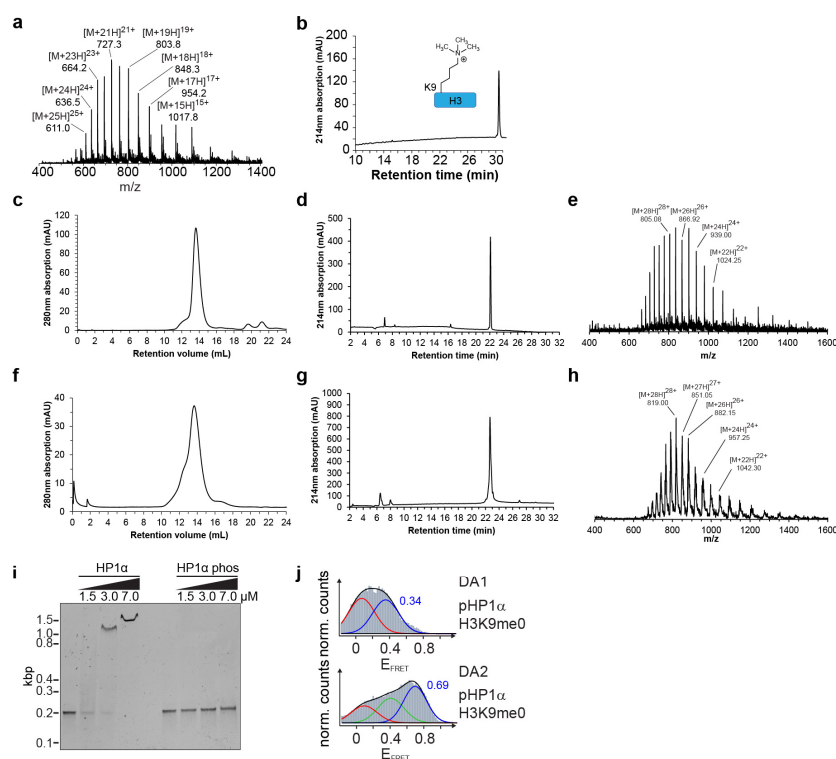 a
[M+21H]21+
727.3
[M+19H]19+
803.8
[M+23H]23+
664.2
[M+18H]18+
848.3
[M+24H]24+
636.5
[M+17H]17+
954.2
[M+25H]25+
611.0
[M+15H]15+
1017.8
400 600 800 1000 1200 1400
m/z
b
214nm absorption (mAU)
200
160
120
80
40
0
10 14 18 22 26 30
Retention time (min)
H3C
CH3
N
CH3
⊕
K9
H3
c
280nm absorption (mAU)
120
100
80
60
40
20
0
0 2 4 6 8 10 12 14 16 18 20 22 24
Retention volume (mL)
d
214nm absorption (mAU)
500
400
300
200
100
0
2 4 6 8 10 12 14 16 18 20 22 24 26 28 30 32
Retention time (min)
e
[M+28H]28+
805.08
[M+26H]26+
866.92
[M+24H]24+
939.00
[M+22H]22+
1024.25
400 600 800 1000 1200 1400 1600
m/z
f
280nm absorption (mAU)
40
30
20
10
0
0 2 4 6 8 10 12 14 16 18 20 22 24
Retention volume (mL)
g
214nm absorption (mAU)
1000
900
800
700
600
500
400
300
200
100
0
2 4 6 8 10 12 14 16 18 20 22 24 26 28 30 32
Retention time (min)
h
[M+28H]28+
819.00
[M+27H]27+
851.05
[M+26H]26+
882.15
[M+24H]24+
957.25
[M+22H]22+
1042.30
400 600 800 1000 1200 1400 1600
m/z
i
HP1α HP1α phos
1.5 3.0 7.0 1.5 3.0 7.0 μM
kbp
1.5
1.0
0.8
0.4
0.3
0.2
0.1
j
norm. counts
0.34
0 0.4 0.8
EFRET
DA1
pHP1α
H3K9me0
norm. counts
0.69
0 0.4 0.8
EFRET
DA2
pHP1α
H3K9me0